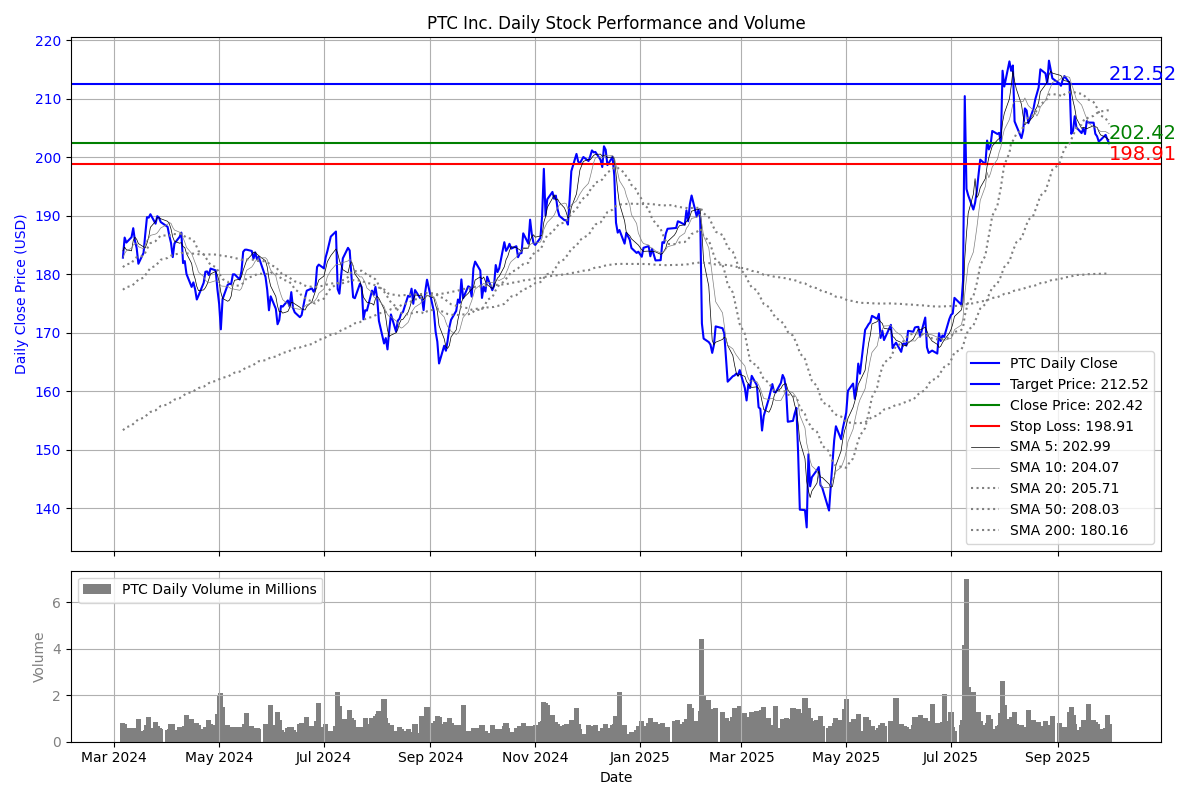 PTC Inc. Daily Stock Performance and Volume
Daily Close Price (USD)
220
210
200
190
180
170
160
150
140
212.52
202.42
198.91
PTC Daily Close
Target Price: 212.52
Close Price: 202.42
Stop Loss: 198.91
SMA 5: 202.99
SMA 10: 204.07
SMA 20: 205.71
SMA 50: 208.03
SMA 200: 180.16
PTC Daily Volume in Millions
Volume
6
4
2
0
Mar 2024 May 2024 Jul 2024 Sep 2024 Nov 2024 Jan 2025 Mar 2025 May 2025 Jul 2025 Sep 2025
Date